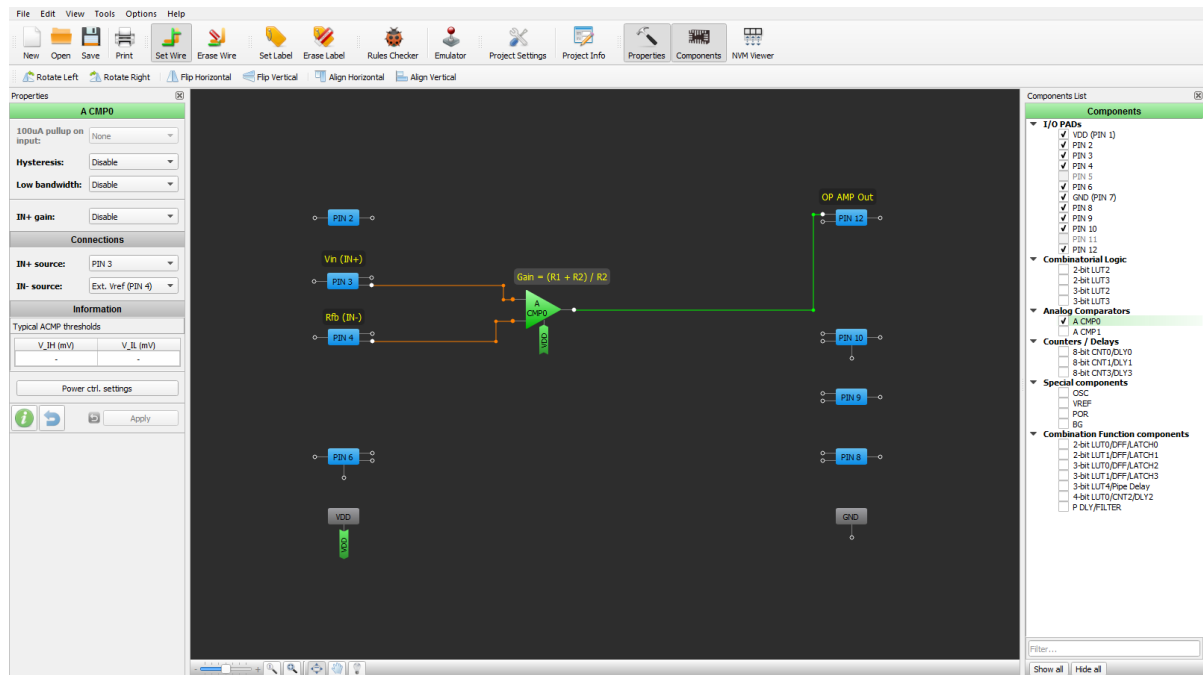 File Edit View Tools Options Help
New Open Save Print Set Wire Erase Wire Set Label Erase Label Rules Checker Emulator Project Settings Project Info Properties Components NVM Viewer
Rotate Left Rotate Right Flip Horizontal Flip Vertical Align Horizontal Align Vertical
Properties
A CMP0
100uA pullup on input: None
Hysteresis: Disable
Low bandwidth: Disable
IN+ gain: Disable
Connections
IN+ source: PIN 3
IN- source: Ext. Vref (PIN 4)
Information
Typical ACMP thresholds
V_IH (mV) V_IL (mV)
- -
Power ctrl. settings
Apply
OP AMP Out
PIN 2
PIN 12
Vin (IN+)
PIN 3
Gain = (R1 + R2) / R2
A
CMP0
Rfb (IN-)
PIN 4
VDD
PIN 10
PIN 9
PIN 6
PIN 8
VDD
GND
VDD
- +
Components List
Components
I/O PADs
VDD (PIN 1)
PIN 2
PIN 3
PIN 4
PIN 5
PIN 6
GND (PIN 7)
PIN 8
PIN 9
PIN 10
PIN 11
PIN 12
Combinatorial Logic
2-bit LUT2
2-bit LUT3
3-bit LUT2
3-bit LUT3
Analog Comparators
A CMP0
A CMP1
Counters / Delays
8-bit CNT0/DLY0
8-bit CNT1/DLY1
8-bit CNT3/DLY3
Special components
OSC
VREF
POR
BG
Combination Function components
2-bit LUT0/DFF/LATCH0
2-bit LUT1/DFF/LATCH1
3-bit LUT0/DFF/LATCH2
3-bit LUT1/DFF/LATCH3
3-bit LUT4/Pipe Delay
4-bit LUT0/CNT2/DLY2
P DLY/FILTER
Filter...
Show all Hide all